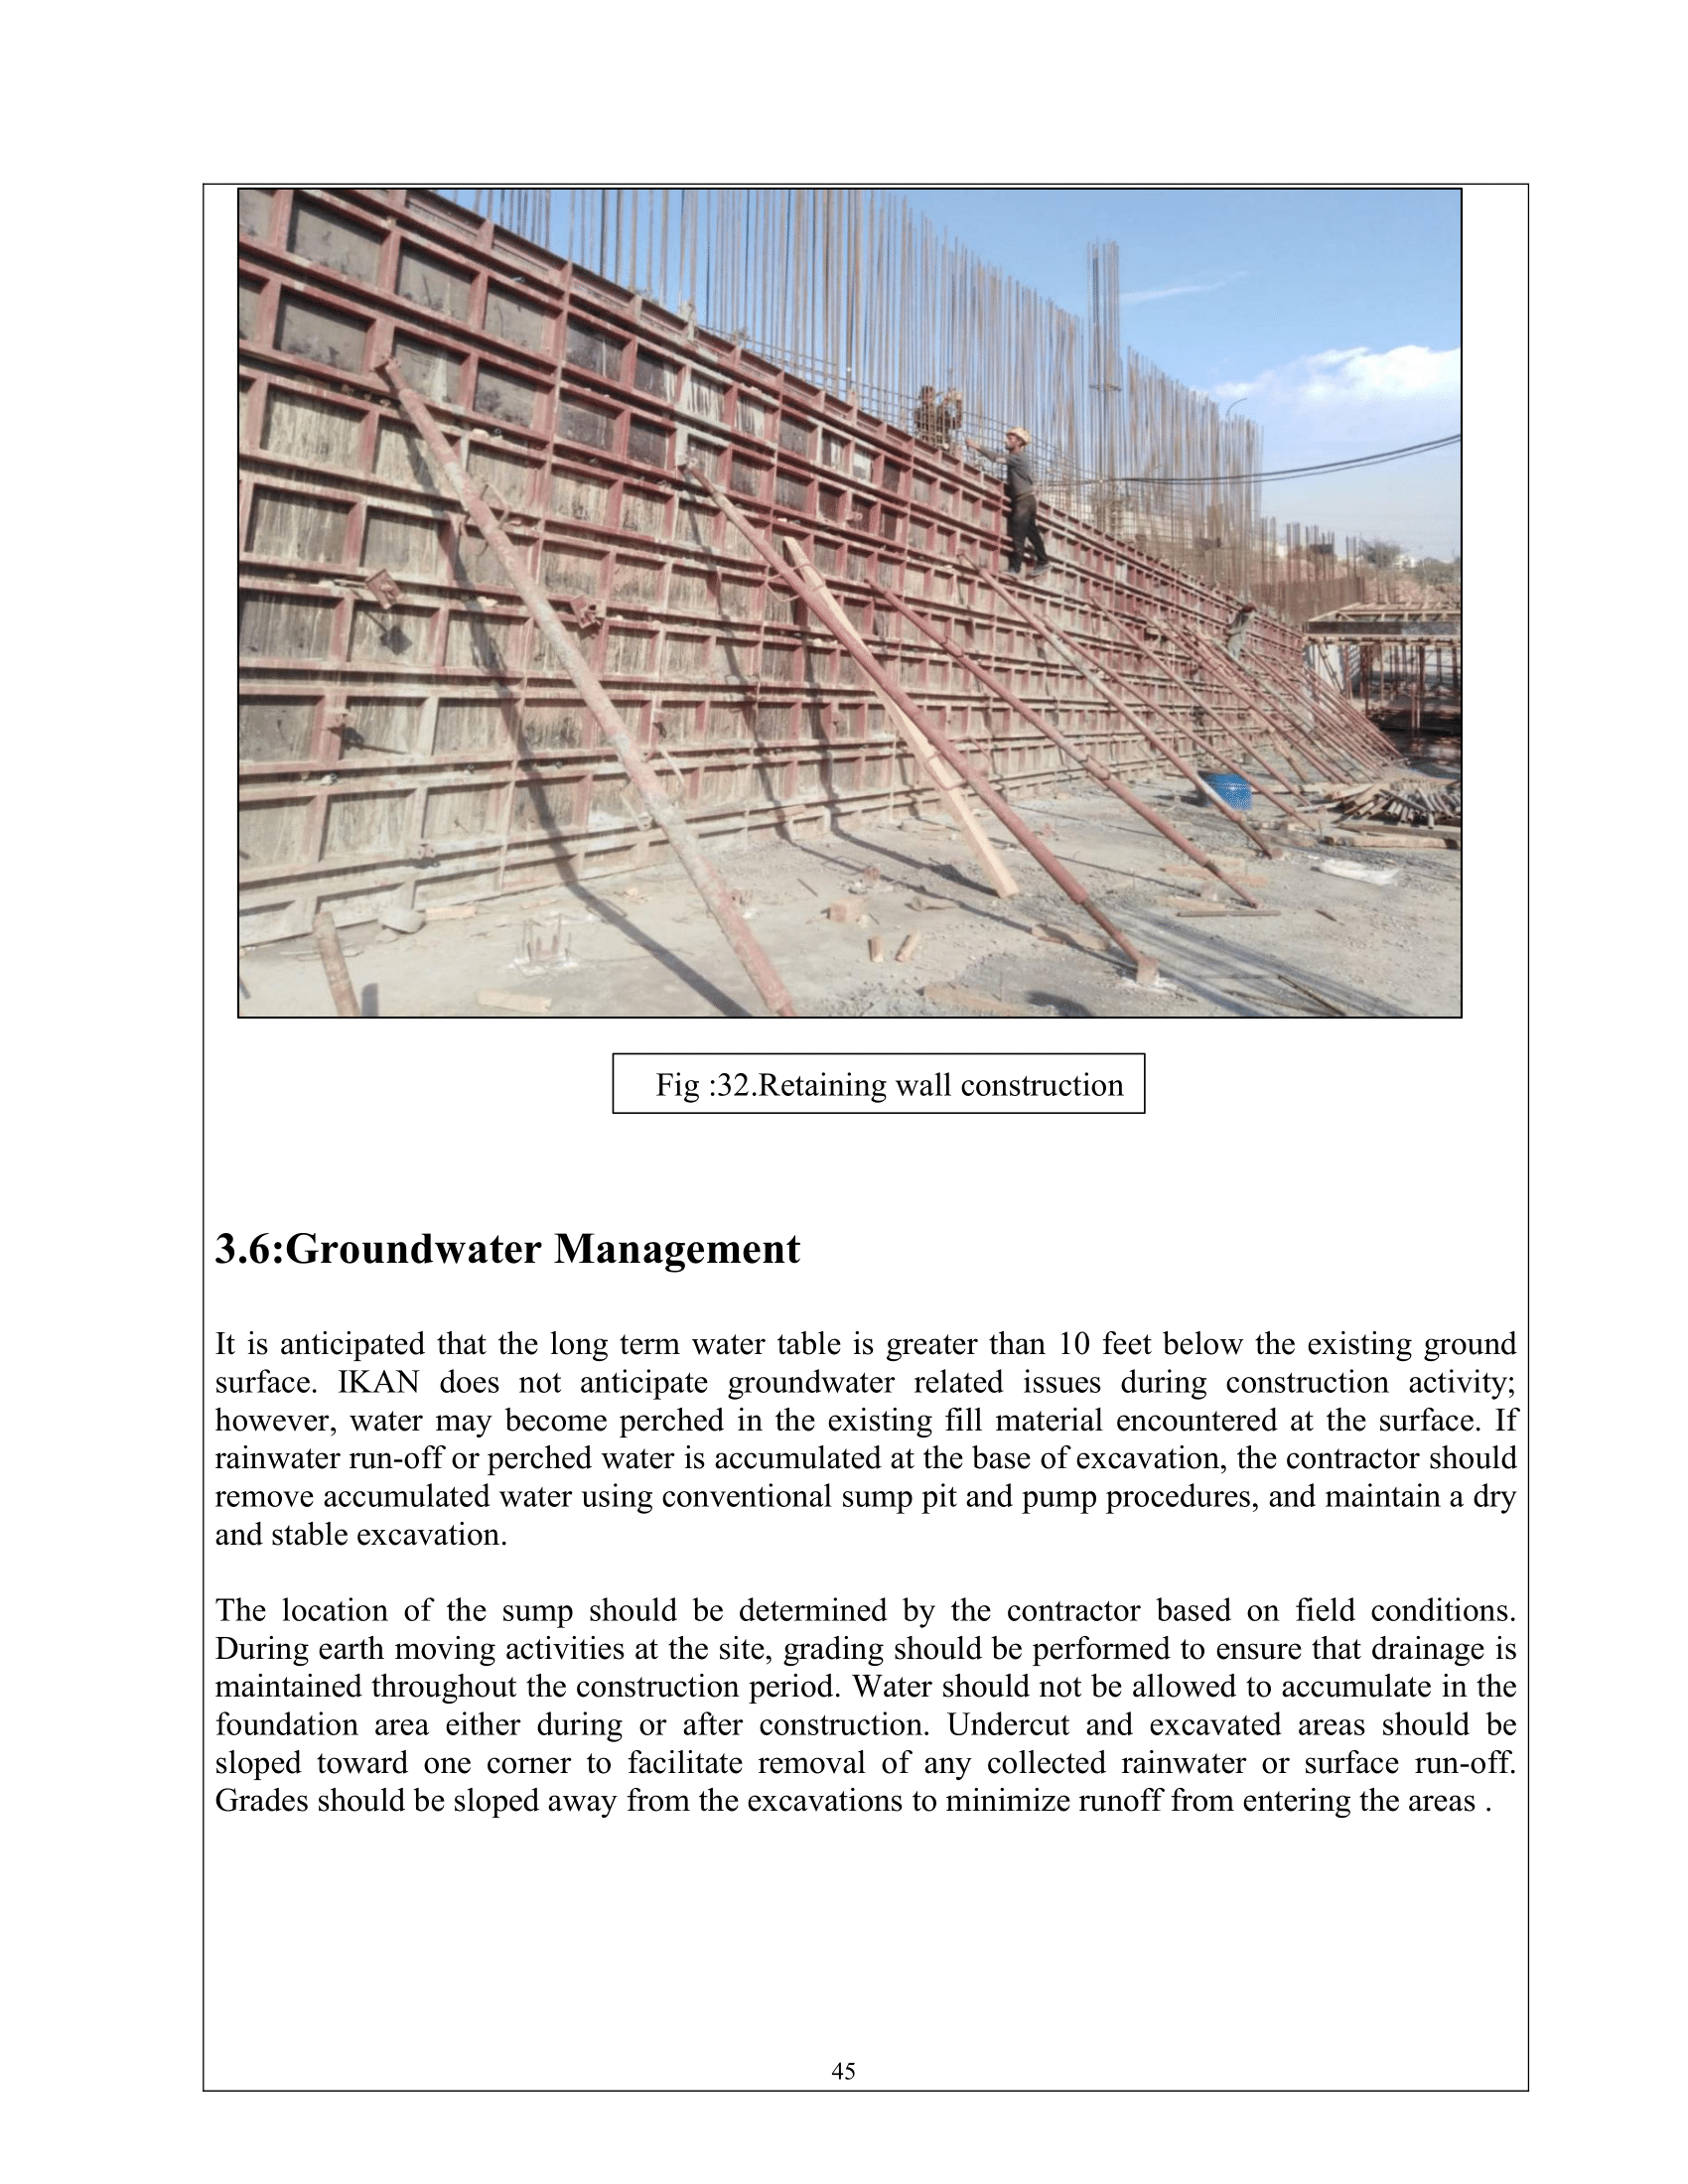 Fig :32.Retaining wall construction
3.6:Groundwater Management
It is anticipated that the long term water table is greater than 10 feet below the existing ground
surface. IKAN does not anticipate groundwater related issues during construction activity;
however, water may become perched in the existing fill material encountered at the surface. If
rainwater run-off or perched water is accumulated at the base of excavation, the contractor should
remove accumulated water using conventional sump pit and pump procedures, and maintain a dry
and stable excavation.
The location of the sump should be determined by the contractor based on field conditions.
During earth moving activities at the site, grading should be performed to ensure that drainage is
maintained throughout the construction period. Water should not be allowed to accumulate in the
foundation area either during or after construction. Undercut and excavated areas should be
sloped toward one corner to facilitate removal of any collected rainwater or surface run-off.
Grades should be sloped away from the excavations to minimize runoff from entering the areas .
45